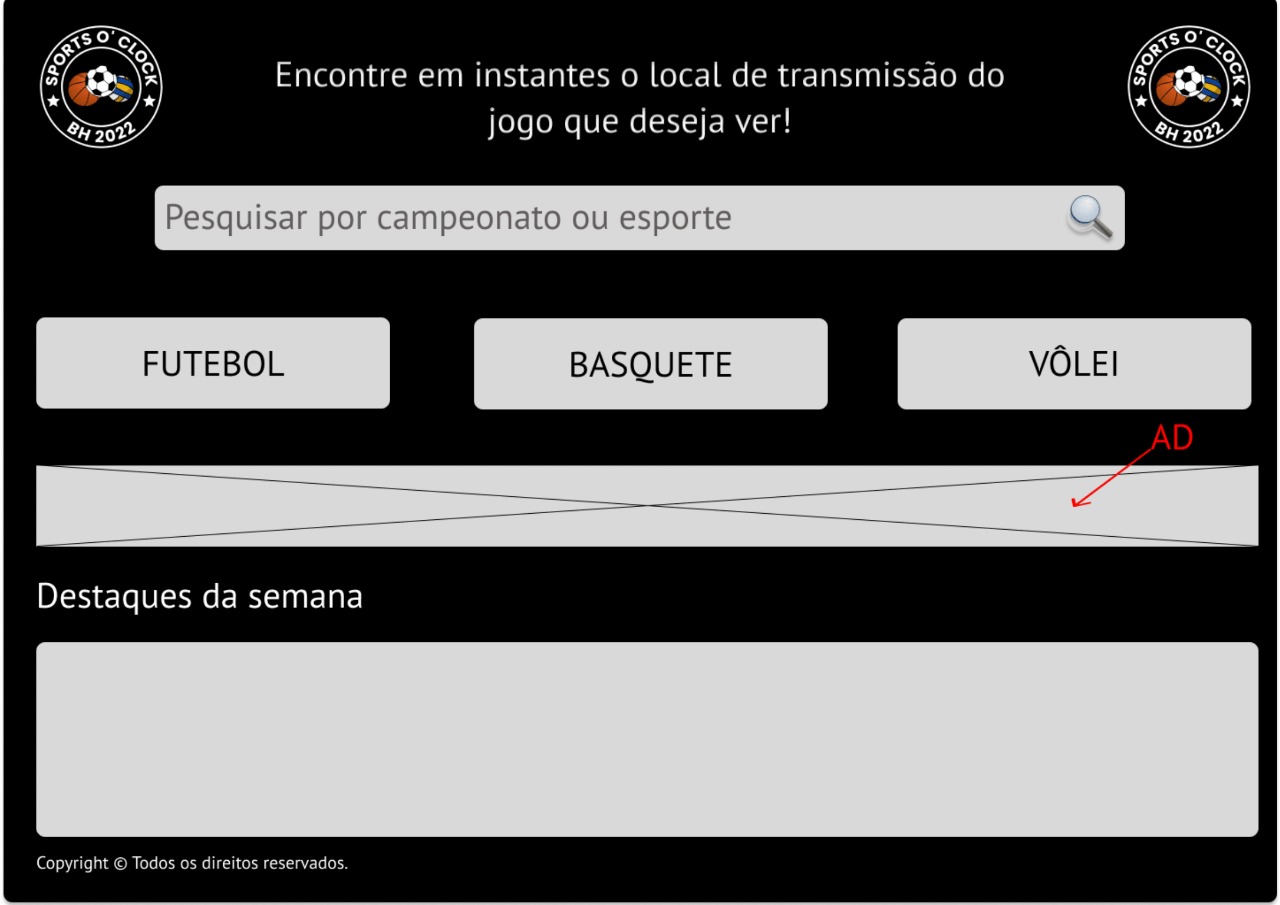 SPORTS O' CLOCK
BH 2022
Encontre em instantes o local de transmissão do
jogo que deseja ver!
SPORTS O' CLOCK
BH 2022
Pesquisar por campeonato ou esporte
FUTEBOL
BASQUETE
VÔLEI
AD
Destaques da semana
Copyright © Todos os direitos reservados.